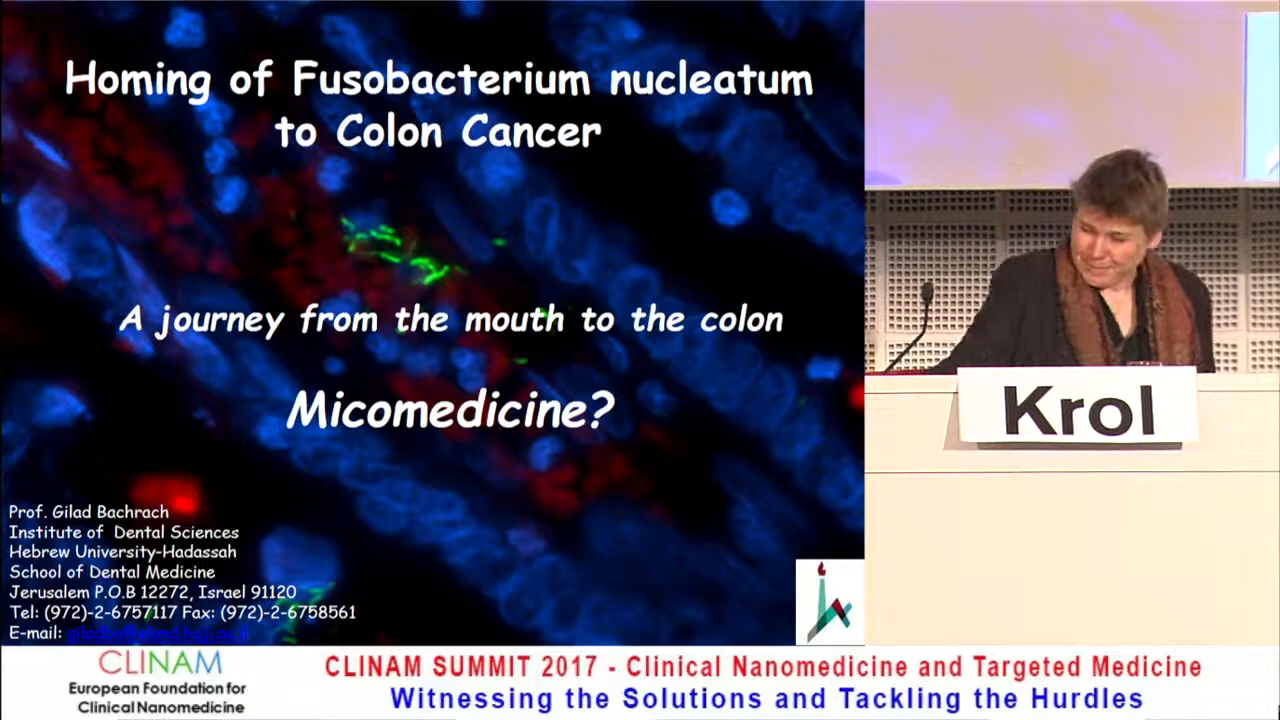 Homing of Fusobacterium nucleatum
to Colon Cancer
A journey from the mouth to the colon
Micomedicine?
Prof. Gilad Bachrach
Institute of Dental Sciences
Hebrew University-Hadassah
School of Dental Medicine
Jerusalem P.O.B 12272, Israel 91120
Tel: (972)-2-6757117 Fax: (972)-2-6758561
E-mail:
Krol
CLINAM
European Foundation for
Clinical Nanomedicine
CLINAM SUMMIT 2017 - Clinical Nanomedicine and Targeted Medicine
Witnessing the Solutions and Tackling the Hurdles